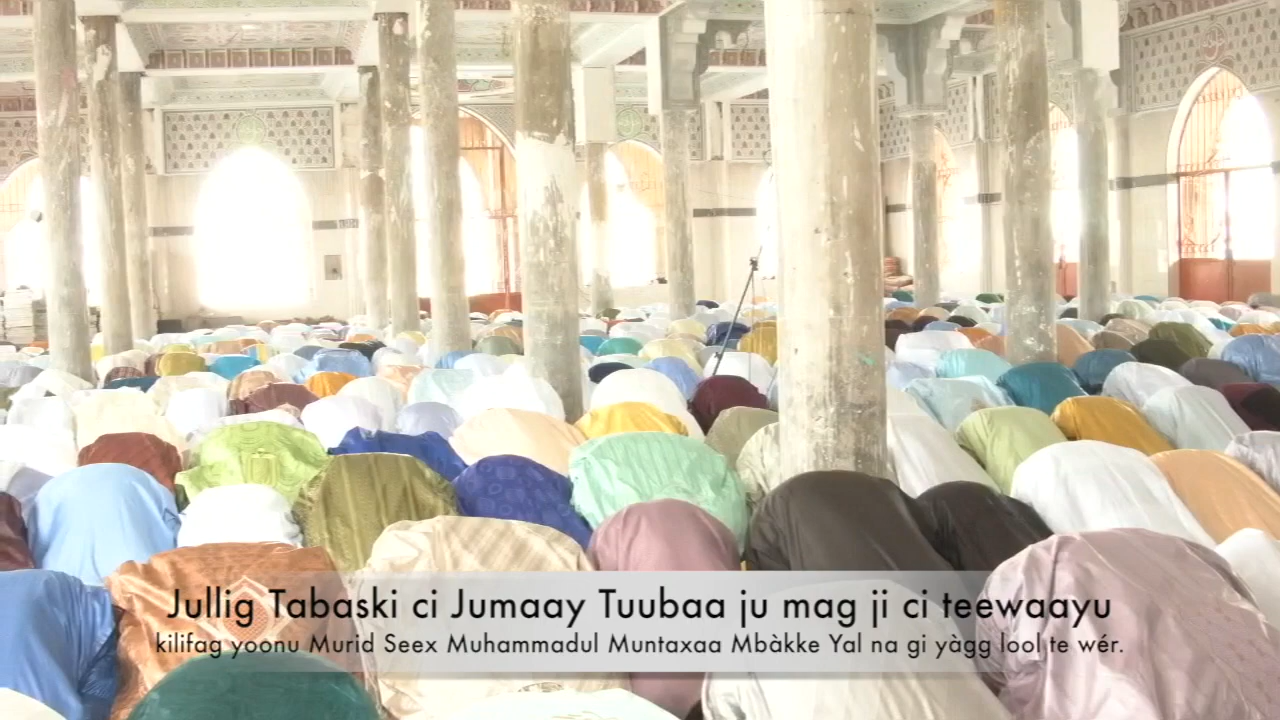 Jullig Tabaski ci Jumaay Tuubaa ju mag ji ci teewaayu
kilifag yoonu Murid Seex Muhammadul Muntaxaa Mbàkke Yal na gi yàgg lool te wér.